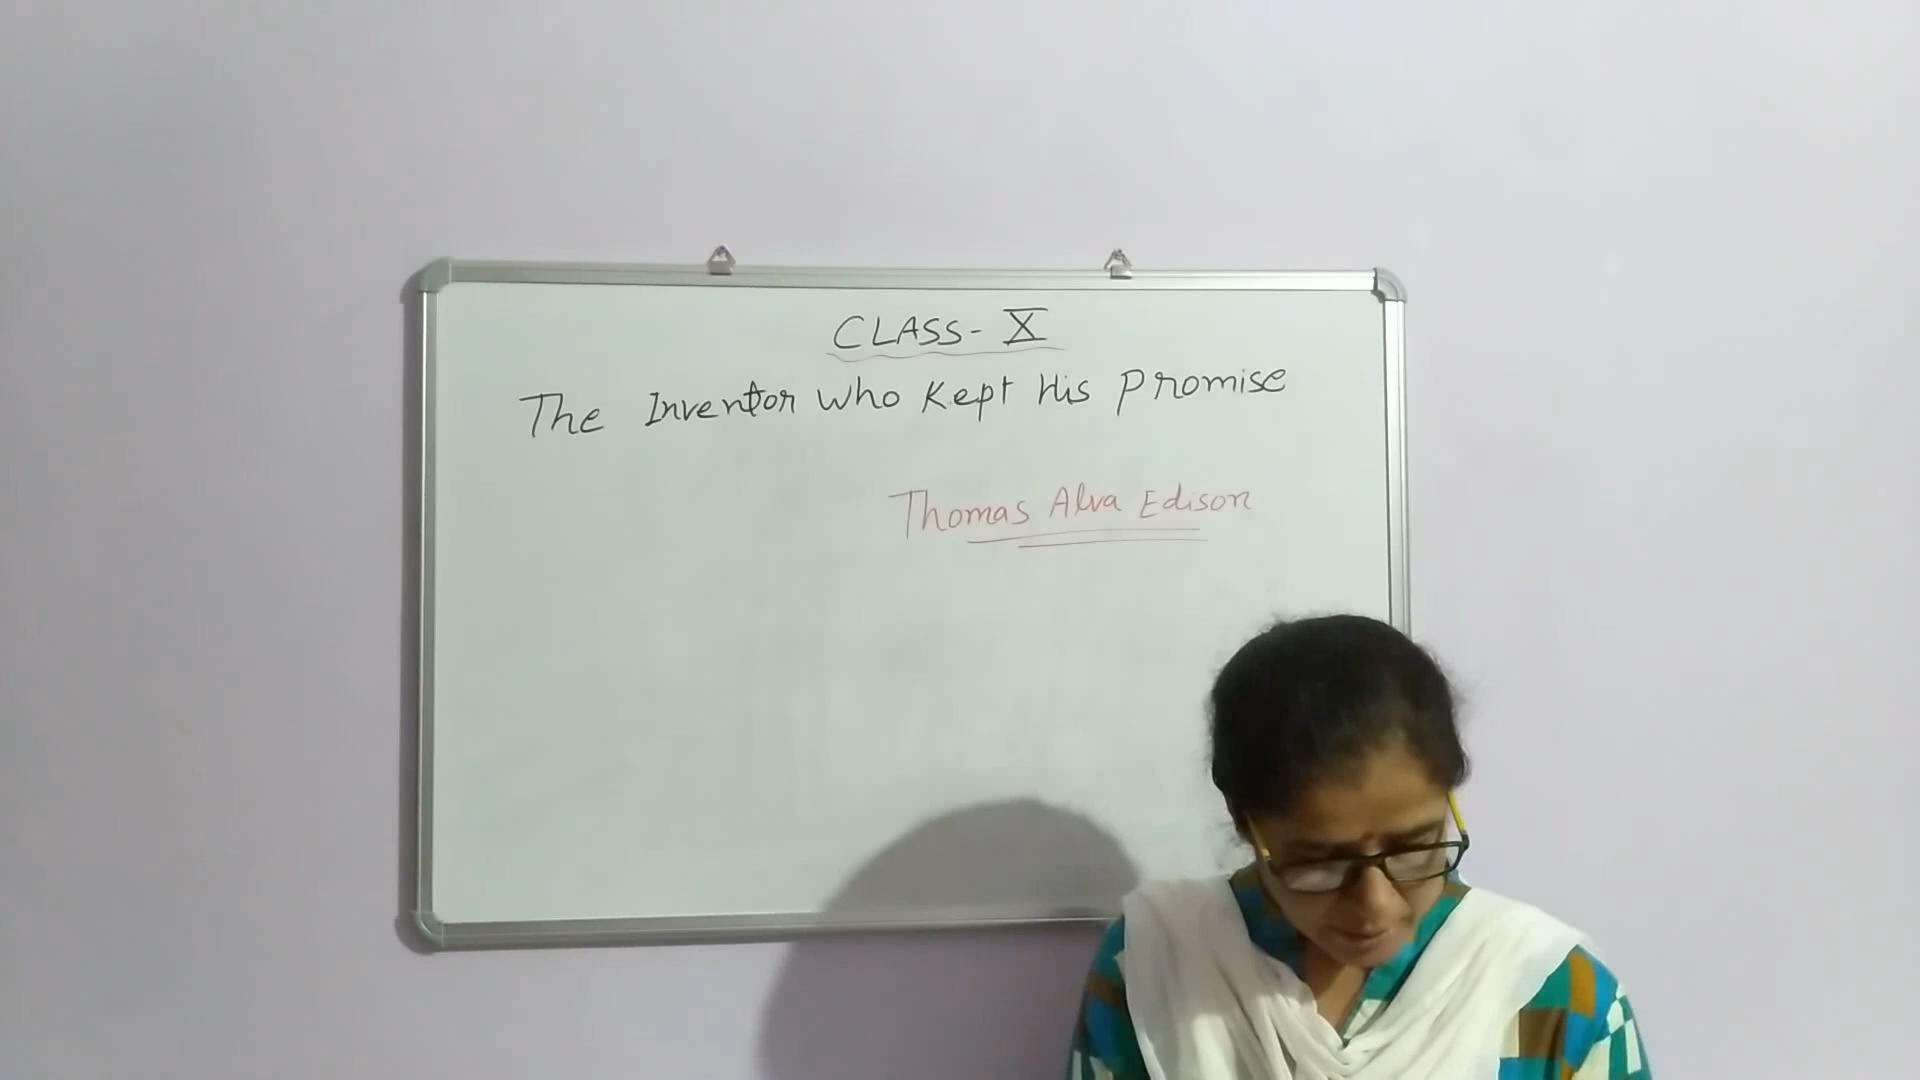 CLASS- X
The Inventor who Kept His Promise
Thomas Alva Edison